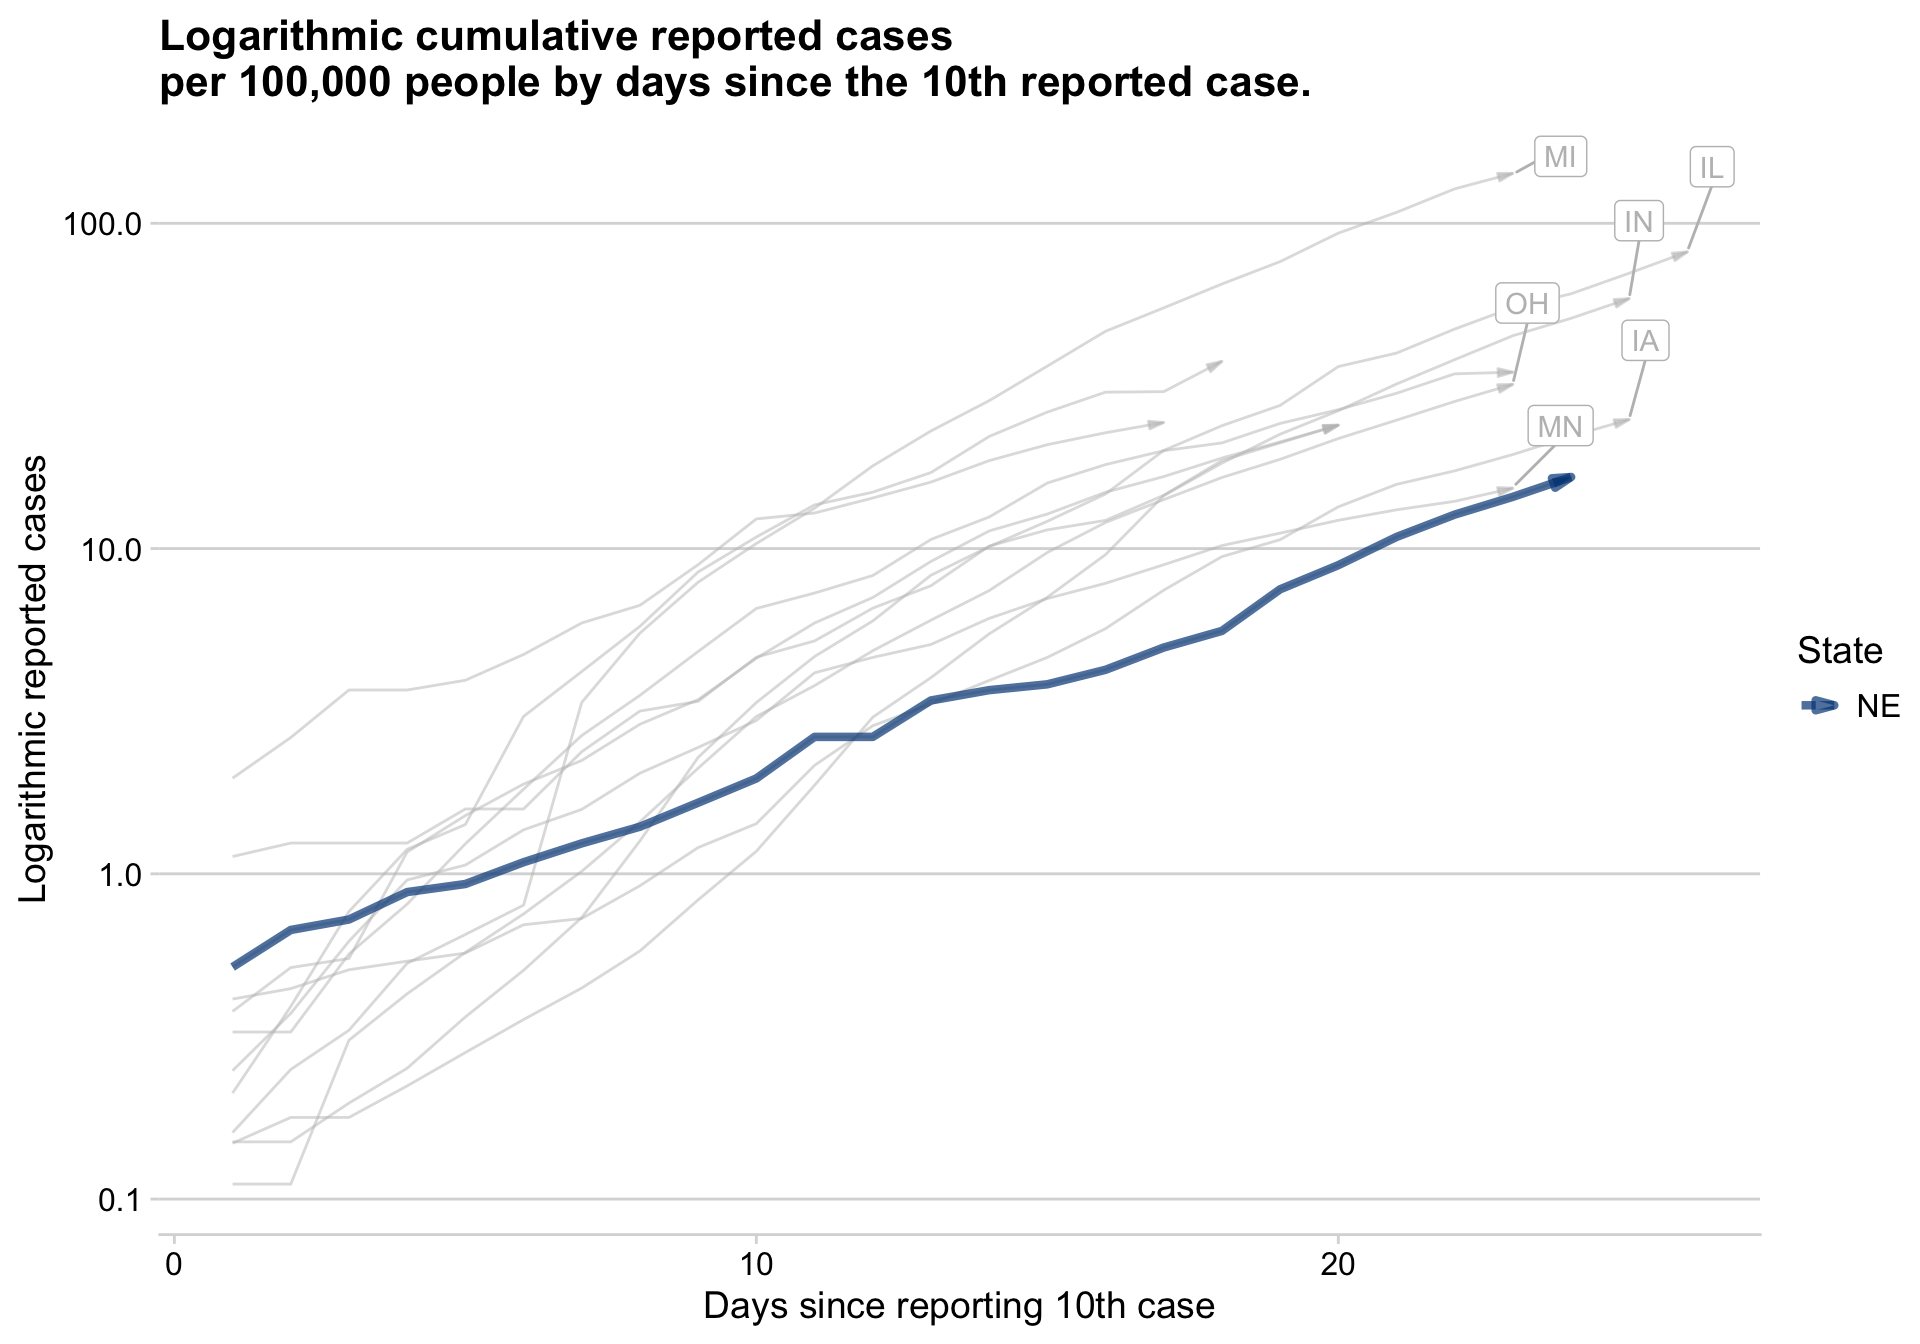 Logarithmic cumulative reported cases
per 100,000 people by days since the 10th reported case.
MI
IL
100.0
IN
OH
IA
MN
Logarithmic reported cases
10.0
State
NE
1.0
0.1
0
10
20
Days since reporting 10th case